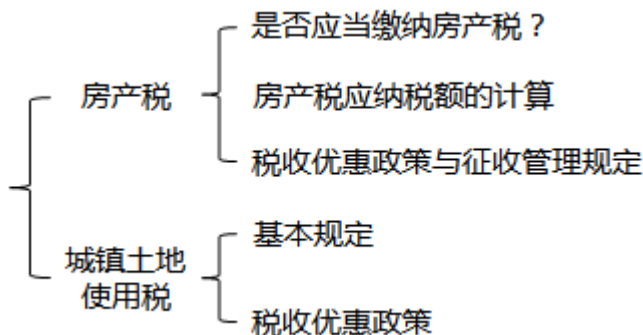 房产税
是否应当缴纳房产税？
房产税应纳税额的计算
税收优惠政策与征收管理规定
城镇土地
使用税
基本规定
税收优惠政策